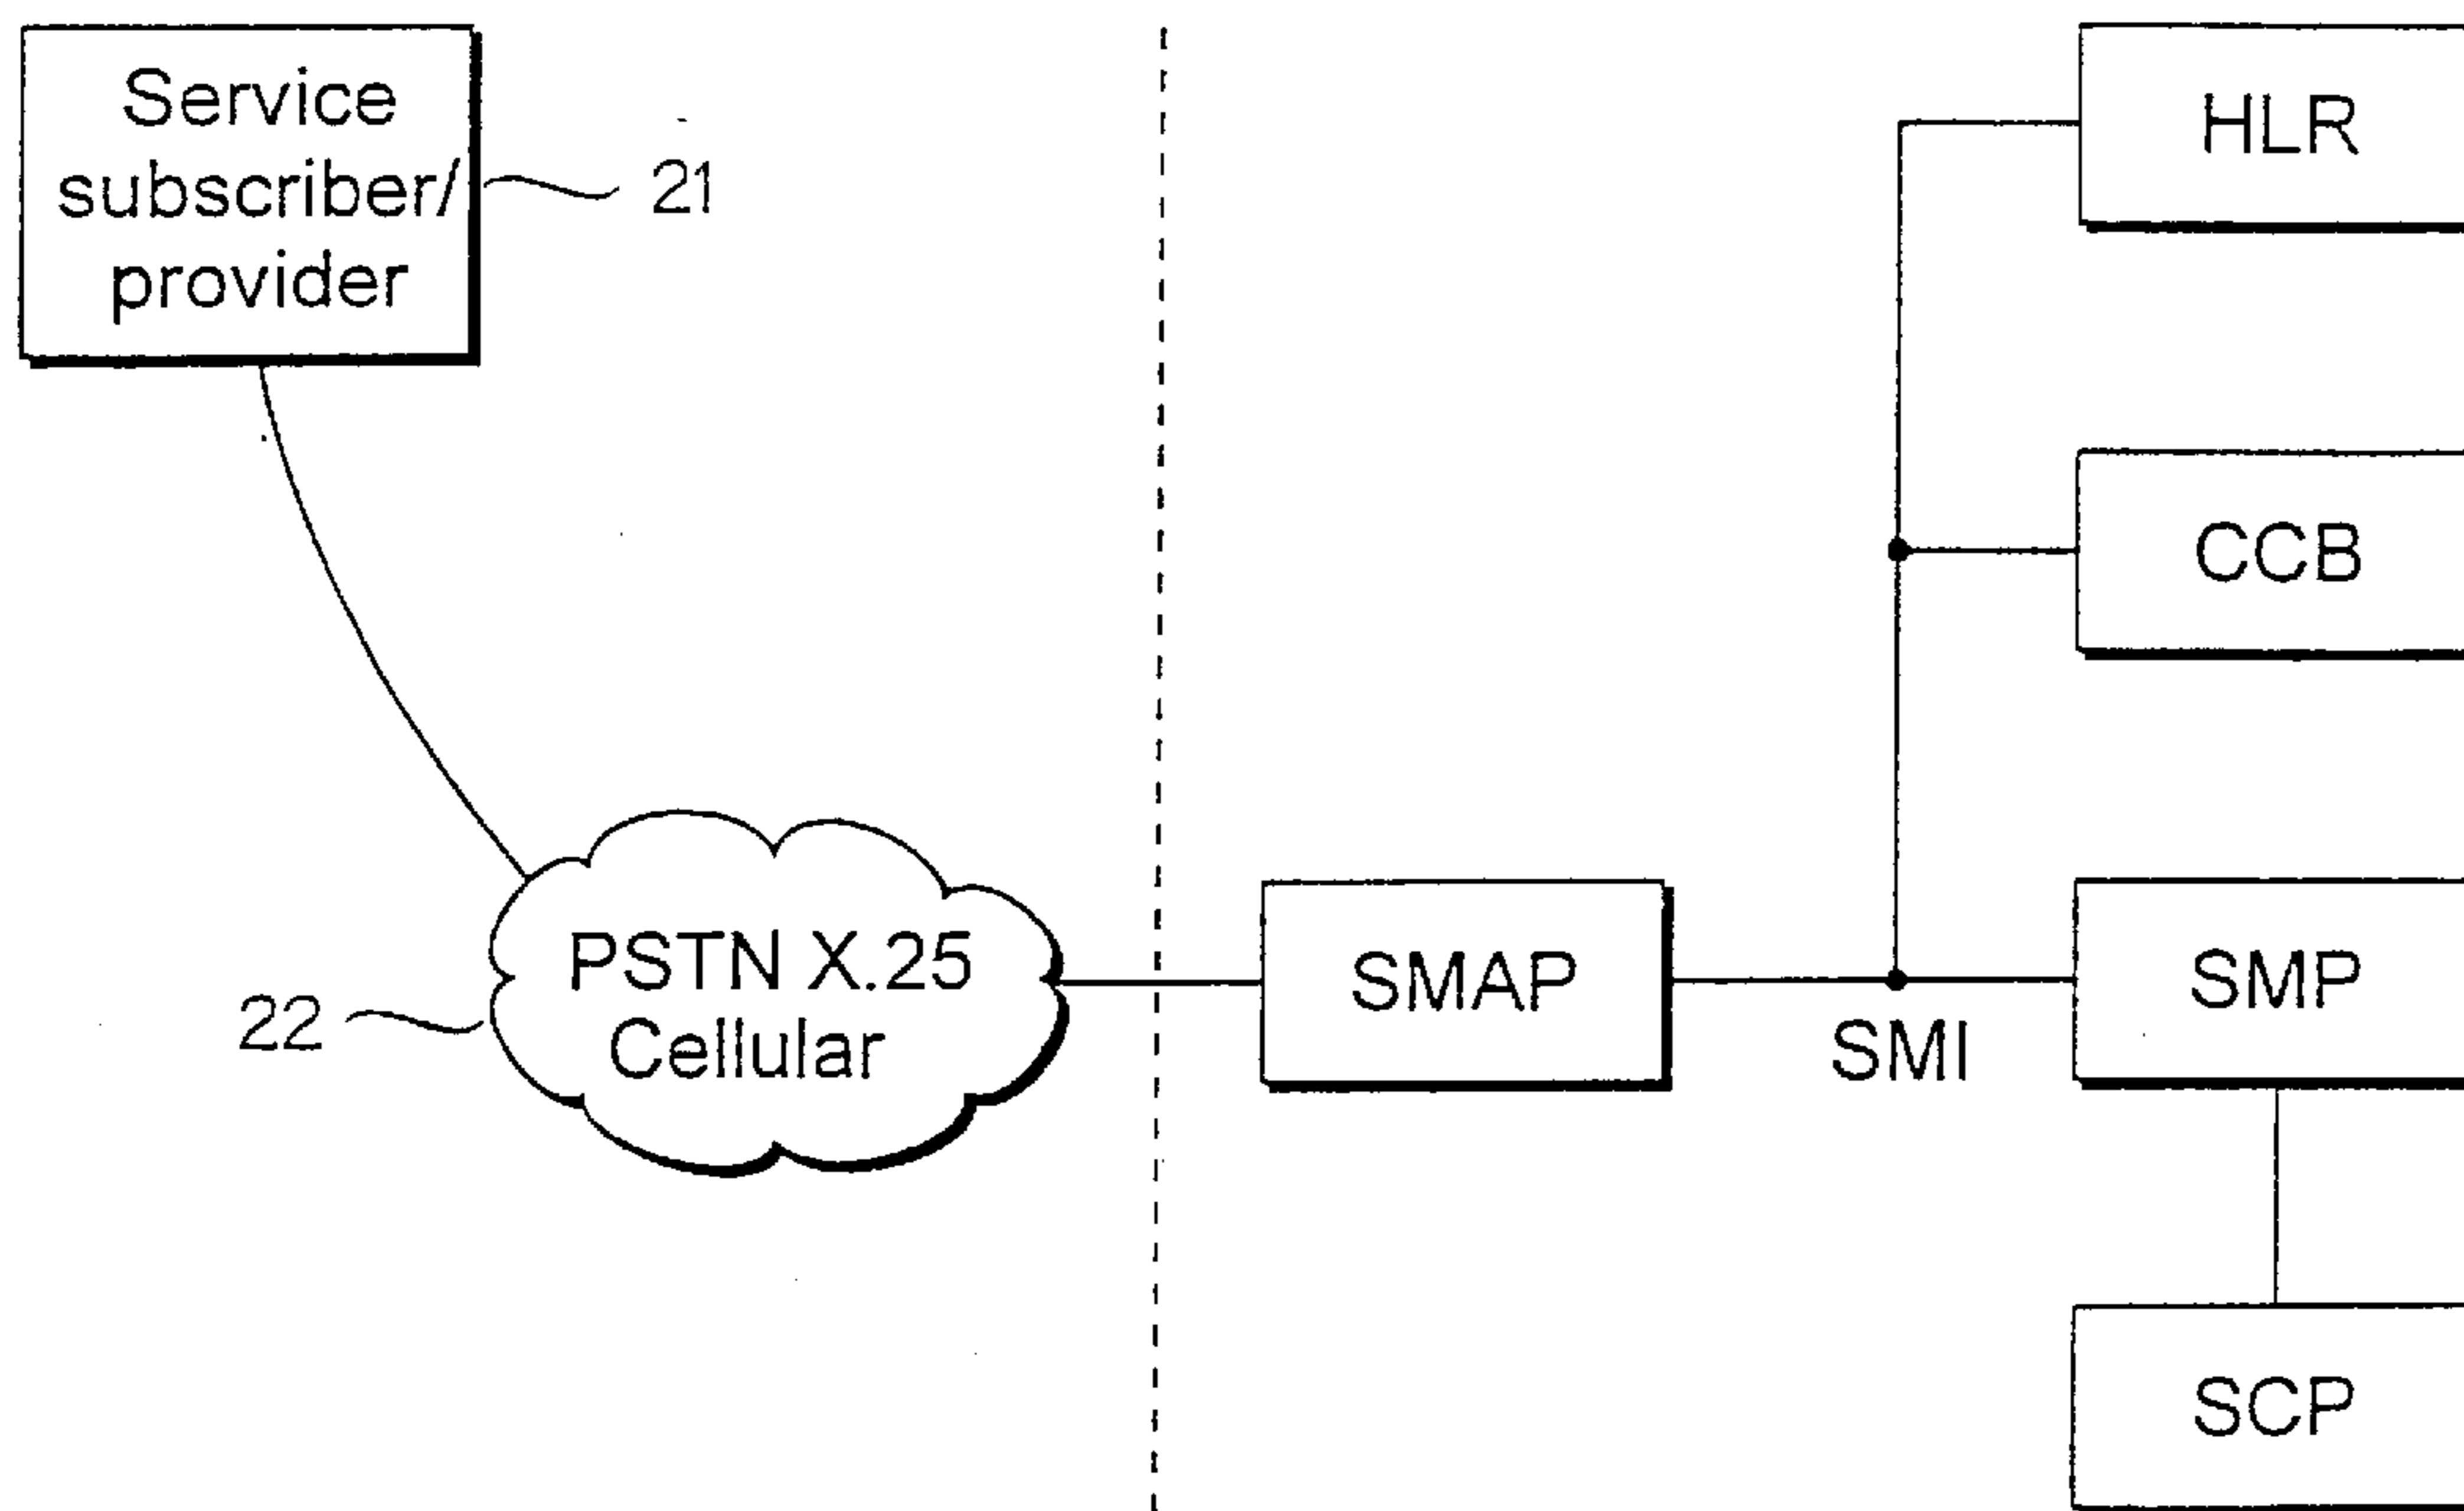 Service
subscriber/
provider
21
HLR
CCB
PSTN X.25
Cellular
22
SMAP
SMI
SMP
SCP